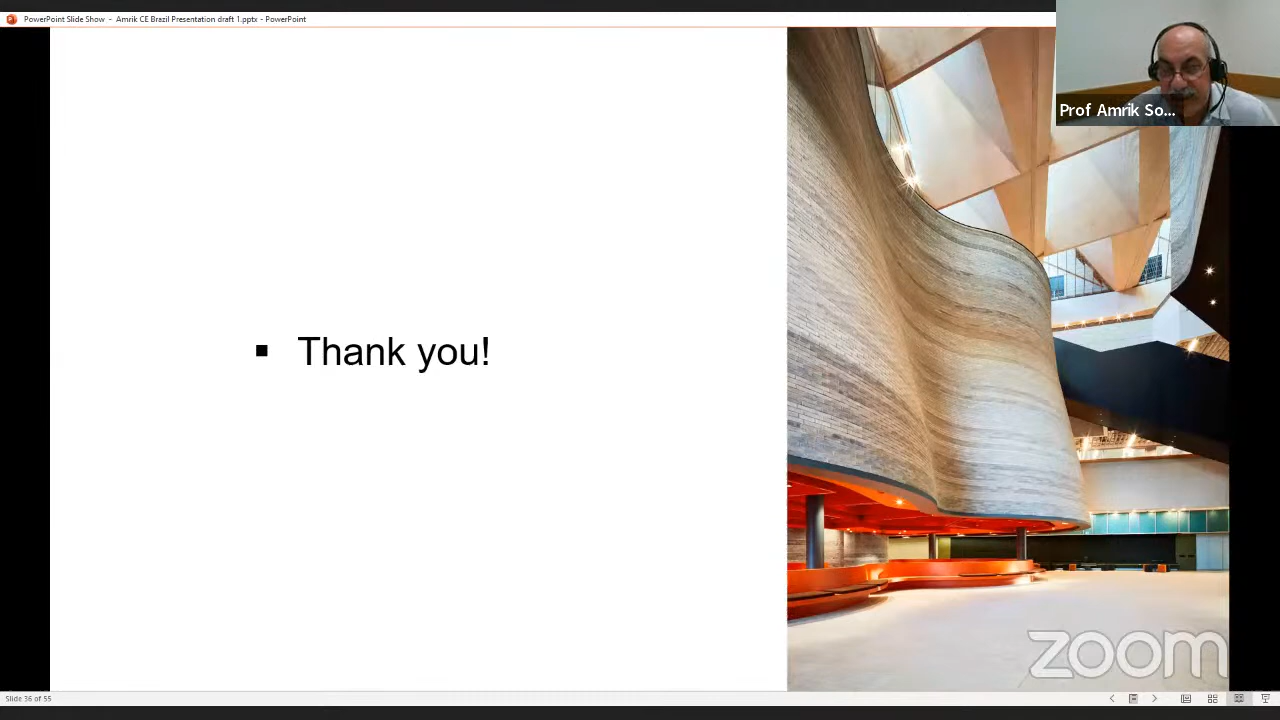 PowerPoint Slide Show - Amrik CE Brazil Presentation draft 1.pptx - PowerPoint
Prof Amrik So...
▪ Thank you!
zoom
Slide 36 of 55